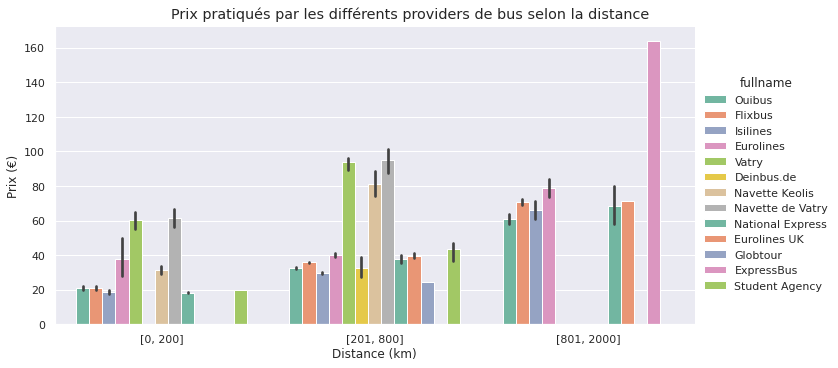 Prix pratiqués par les différents providers de bus selon la distance
Prix (€)
160
140
120
100
80
60
40
20
0
[0, 200]
[201, 800]
[801, 2000]
Distance (km)
fullname
Ouibus
Flixbus
Isilines
Eurolines
Vatry
Deinbus.de
Navette Keolis
Navette de Vatry
National Express
Eurolines UK
Globtour
ExpressBus
Student Agency